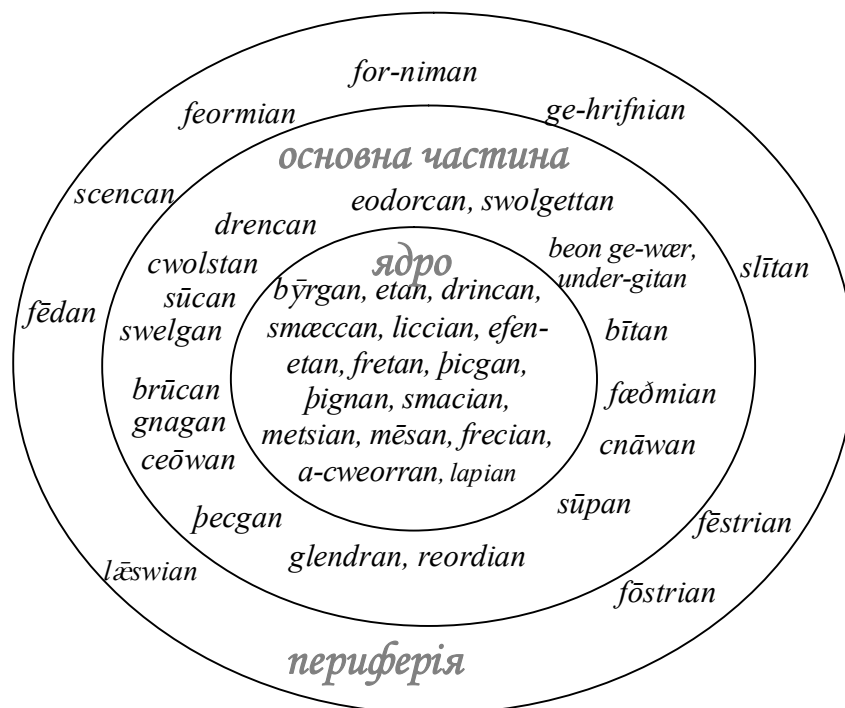 for-niman
feormian
ge-hrifnian
основна частина
scencan
eodorcan, swolgettan
drencan
beon ge-wær,
under-gitan
cwolstan
ядро
slītan
sūcan
bȳrgan, etan, drincan,
fēdan
swelgan
smæccan, liccian, efen-
bītan
etan, fretan, þicgan,
brūcan
þignan, smacian,
fæðmian
gnagan
metsian, mēsan, frecian,
cnāwan
ceōwan
a-cweorran, lapian
sūpan
þecgan
fēstrian
glendran, reordian
lǣswian
fōstrian
периферія